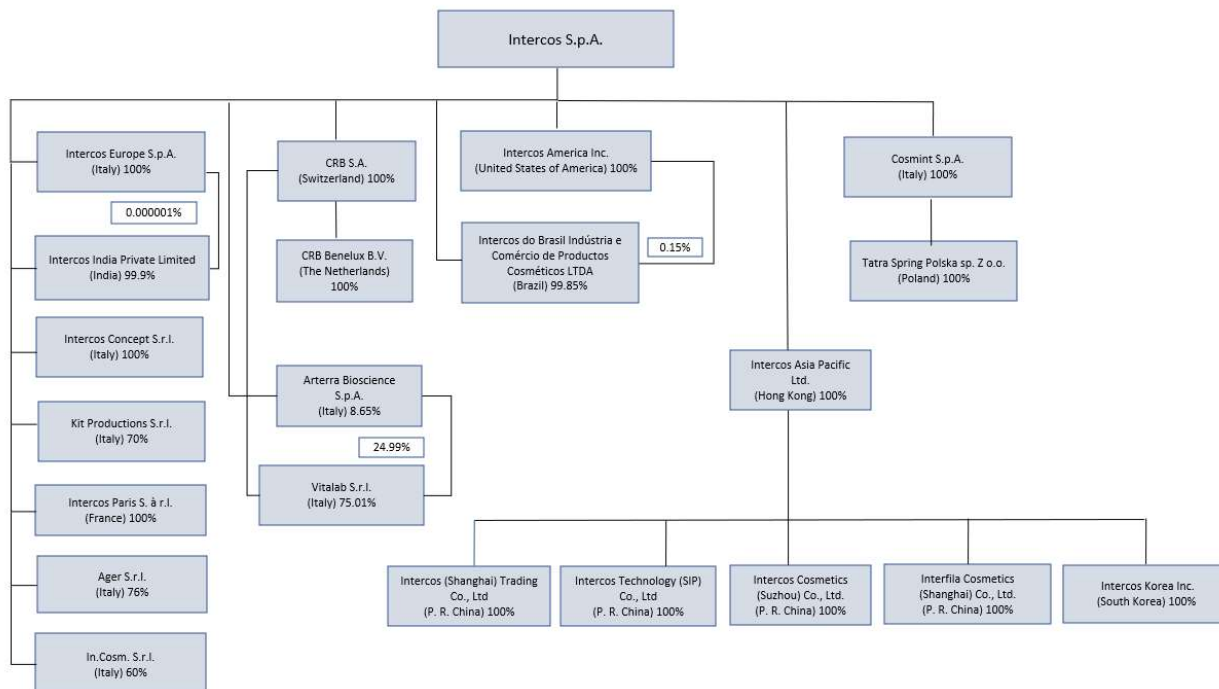 Intercos S.p.A.
Intercos Europe S.p.A.
(Italy) 100%
0.000001%
Intercos India Private Limited
(India) 99.9%
Intercos Concept S.r.l.
(Italy) 100%
Kit Productions S.r.l.
(Italy) 70%
Intercos Paris S. à r.l.
(France) 100%
Ager S.r.l.
(Italy) 76%
In.Cosm. S.r.l.
(Italy) 60%
CRB S.A.
(Switzerland) 100%
CRB Benelux B.V.
(The Netherlands)
100%
Arterra Bioscience
S.p.A.
(Italy) 8.65%
24.99%
Vitalab S.r.l.
(Italy) 75.01%
Intercos America Inc.
(United States of America) 100%
Intercos do Brasil Indústria e
Comércio de Productos
Cosméticos LTDA
(Brazil) 99.85%
0.15%
Intercos Asia Pacific
Ltd.
(Hong Kong) 100%
Intercos (Shanghai) Trading
Co., Ltd
(P. R. China) 100%
Intercos Technology (SIP)
Co., Ltd
(P. R. China) 100%
Intercos Cosmetics
(Suzhou) Co., Ltd.
(P. R. China) 100%
Interfila Cosmetics
(Shanghai) Co., Ltd.
(P. R. China) 100%
Intercos Korea Inc.
(South Korea) 100%
Cosmint S.p.A.
(Italy) 100%
Tatra Spring Polska sp. Z o.o.
(Poland) 100%